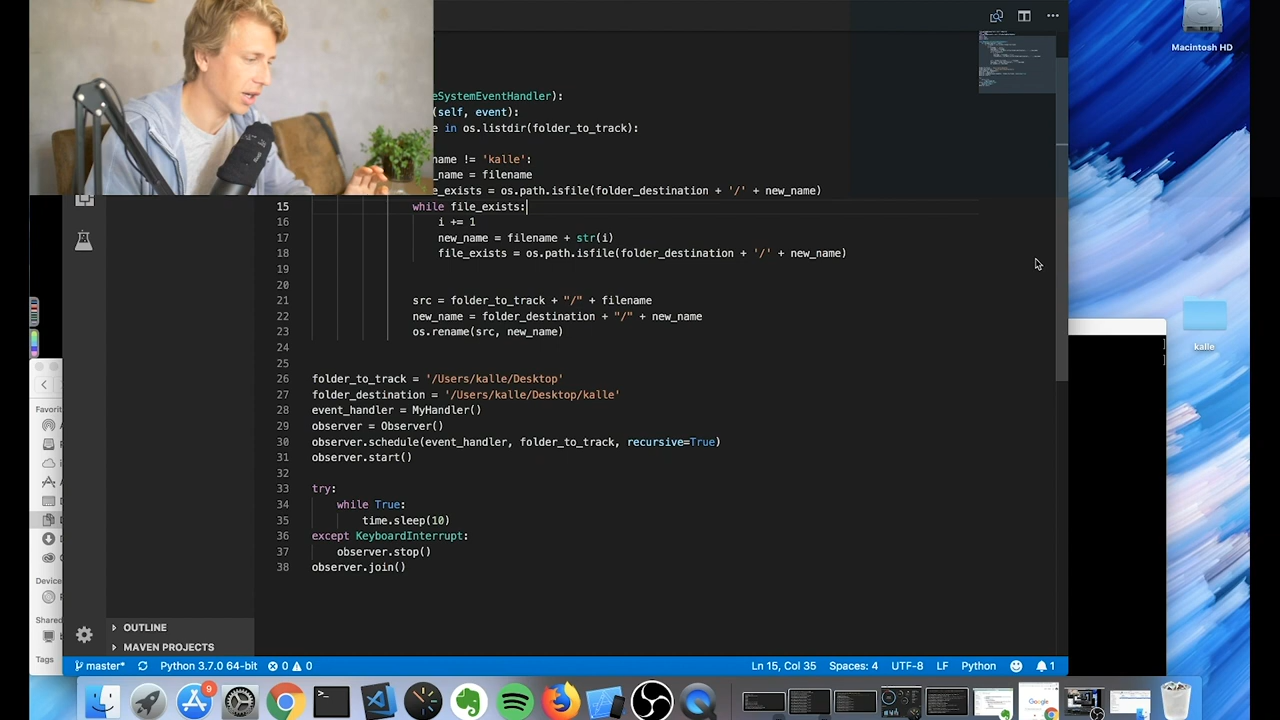 Macintosh HD
eSystemEventHandler):
(self, event):
e in os.listdir(folder_to_track):
name != 'kalle':
_name = filename
e_exists = os.path.isfile(folder_destination + '/' + new_name)
15 while file_exists:
16 i += 1
17 new_name = filename + str(i)
18 file_exists = os.path.isfile(folder_destination + '/' + new_name)
19
20
21 src = folder_to_track + "/" + filename
22 new_name = folder_destination + "/" + new_name
23 os.rename(src, new_name)
24
25
26 folder_to_track = '/Users/kalle/Desktop'
27 folder_destination = '/Users/kalle/Desktop/kalle'
28 event_handler = MyHandler()
29 observer = Observer()
30 observer.schedule(event_handler, folder_to_track, recursive=True)
31 observer.start()
32
33 try:
34 while True:
35 time.sleep(10)
36 except KeyboardInterrupt:
37 observer.stop()
38 observer.join()
kalle
Favorit
Device
Shared
Tags
OUTLINE
MAVEN PROJECTS
master* Python 3.7.0 64-bit 0 0 Ln 15, Col 35 Spaces: 4 UTF-8 LF Python 1
9
Google